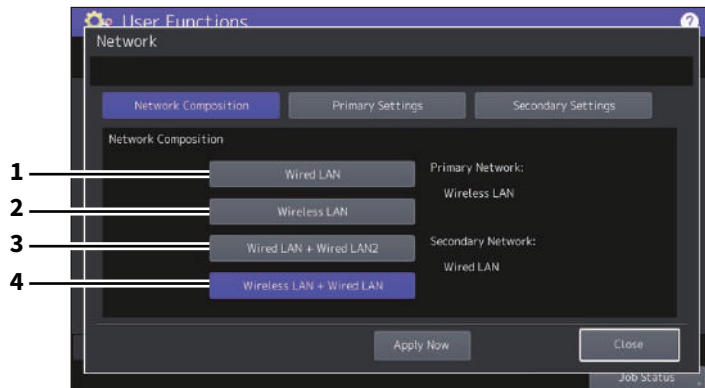 User Functions
?
Network
Network Composition Primary Settings Secondary Settings
Network Composition
1 Wired LAN Primary Network:
Wireless LAN
2 Wireless LAN
3 Wired LAN + Wired LAN2 Secondary Network:
Wired LAN
4 Wireless LAN + Wired LAN
Apply Now Close
Job Status